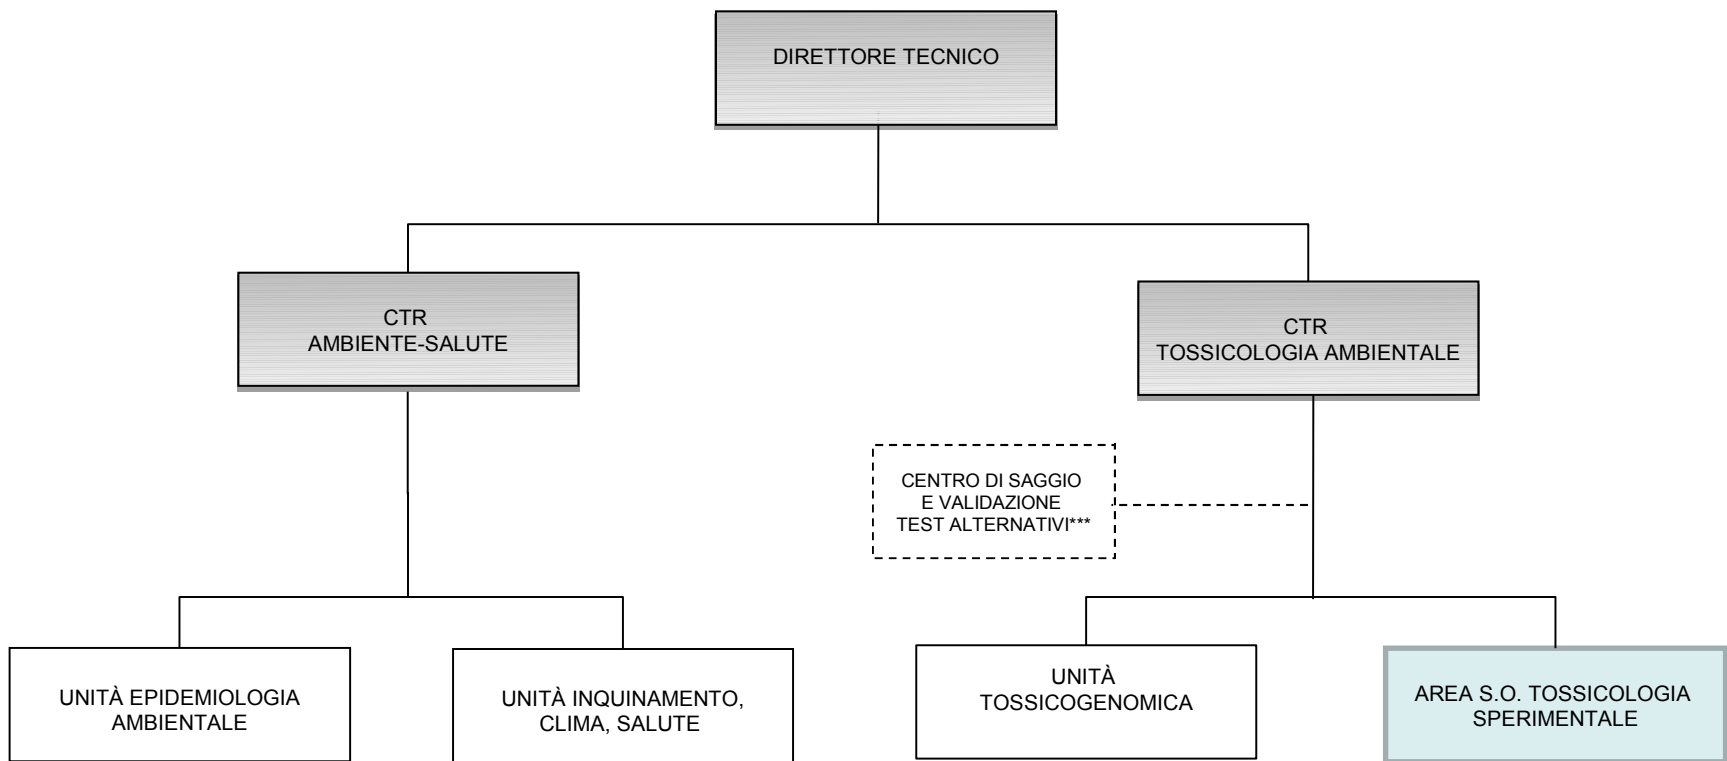 DIRETTORE TECNICO
CTR
AMBIENTE-SALUTE
CTR
TOSSICOLOGIA AMBIENTALE
CENTRO DI SAGGIO
E VALIDAZIONE
TEST ALTERNATIVI***
UNITÀ EPIDEMIOLOGIA
AMBIENTALE
UNITÀ INQUINAMENTO,
CLIMA, SALUTE
UNITÀ
TOSSICOGENOMICA
AREA S.O. TOSSICOLOGIA
SPERIMENTALE